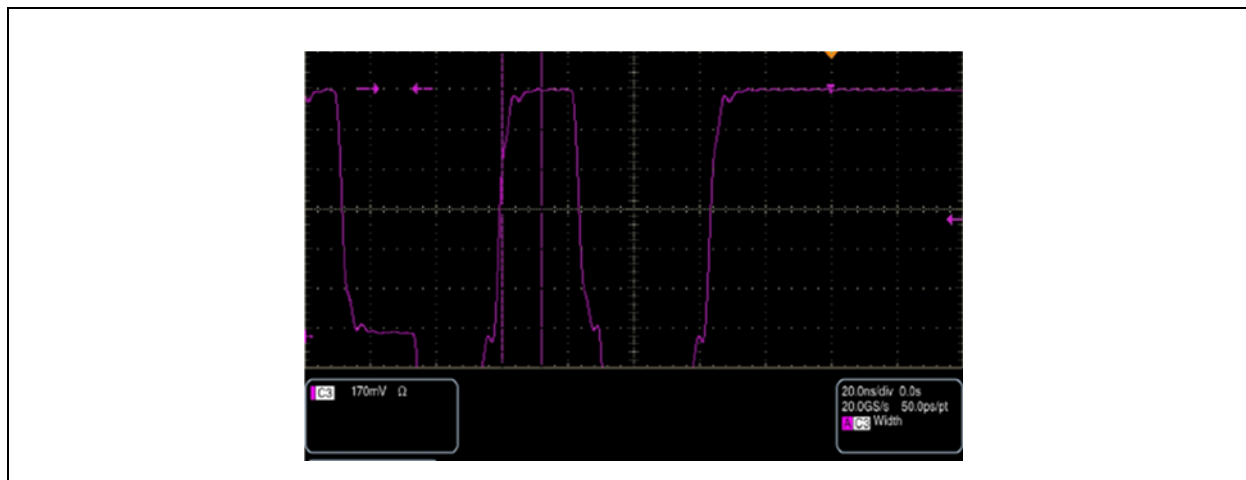 C3 170mV Ω
20.0ns/div 0.0s
20.0GS/s 50.0ps/pt
A C3 Width